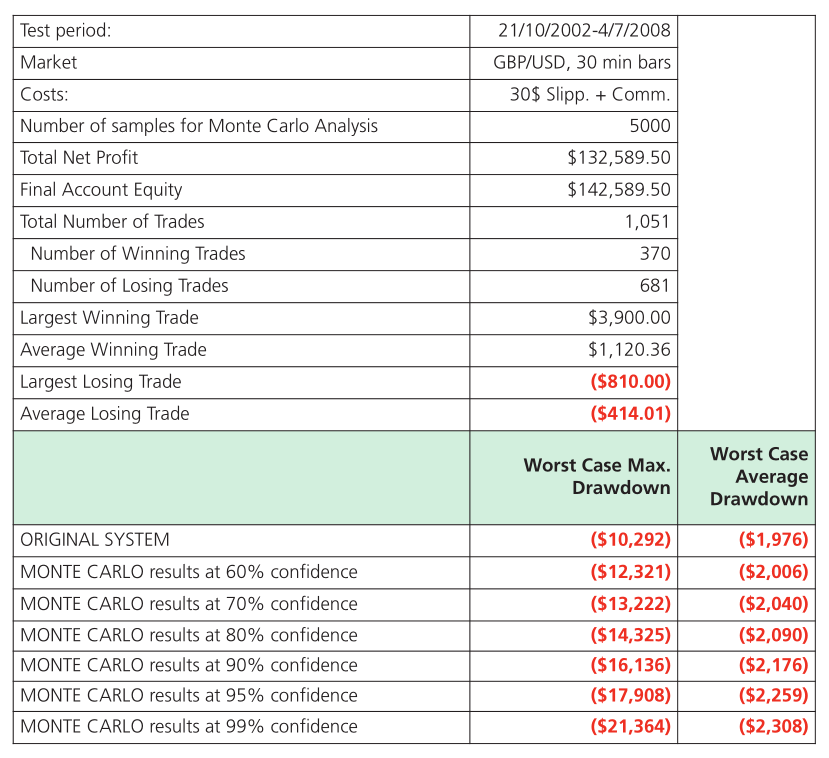 Test period: 21/10/2002-4/7/2008
Market GBP/USD, 30 min bars
Costs: 30$ Slipp. + Comm.
Number of samples for Monte Carlo Analysis 5000
Total Net Profit $132,589.50
Final Account Equity $142,589.50
Total Number of Trades 1,051
Number of Winning Trades 370
Number of Losing Trades 681
Largest Winning Trade $3,900.00
Average Winning Trade $1,120.36
Largest Losing Trade ($810.00)
Average Losing Trade ($414.01)
Worst Case Max.
Drawdown
Worst Case
Average
Drawdown
ORIGINAL SYSTEM ($10,292) ($1,976)
MONTE CARLO results at 60% confidence ($12,321) ($2,006)
MONTE CARLO results at 70% confidence ($13,222) ($2,040)
MONTE CARLO results at 80% confidence ($14,325) ($2,090)
MONTE CARLO results at 90% confidence ($16,136) ($2,176)
MONTE CARLO results at 95% confidence ($17,908) ($2,259)
MONTE CARLO results at 99% confidence ($21,364) ($2,308)